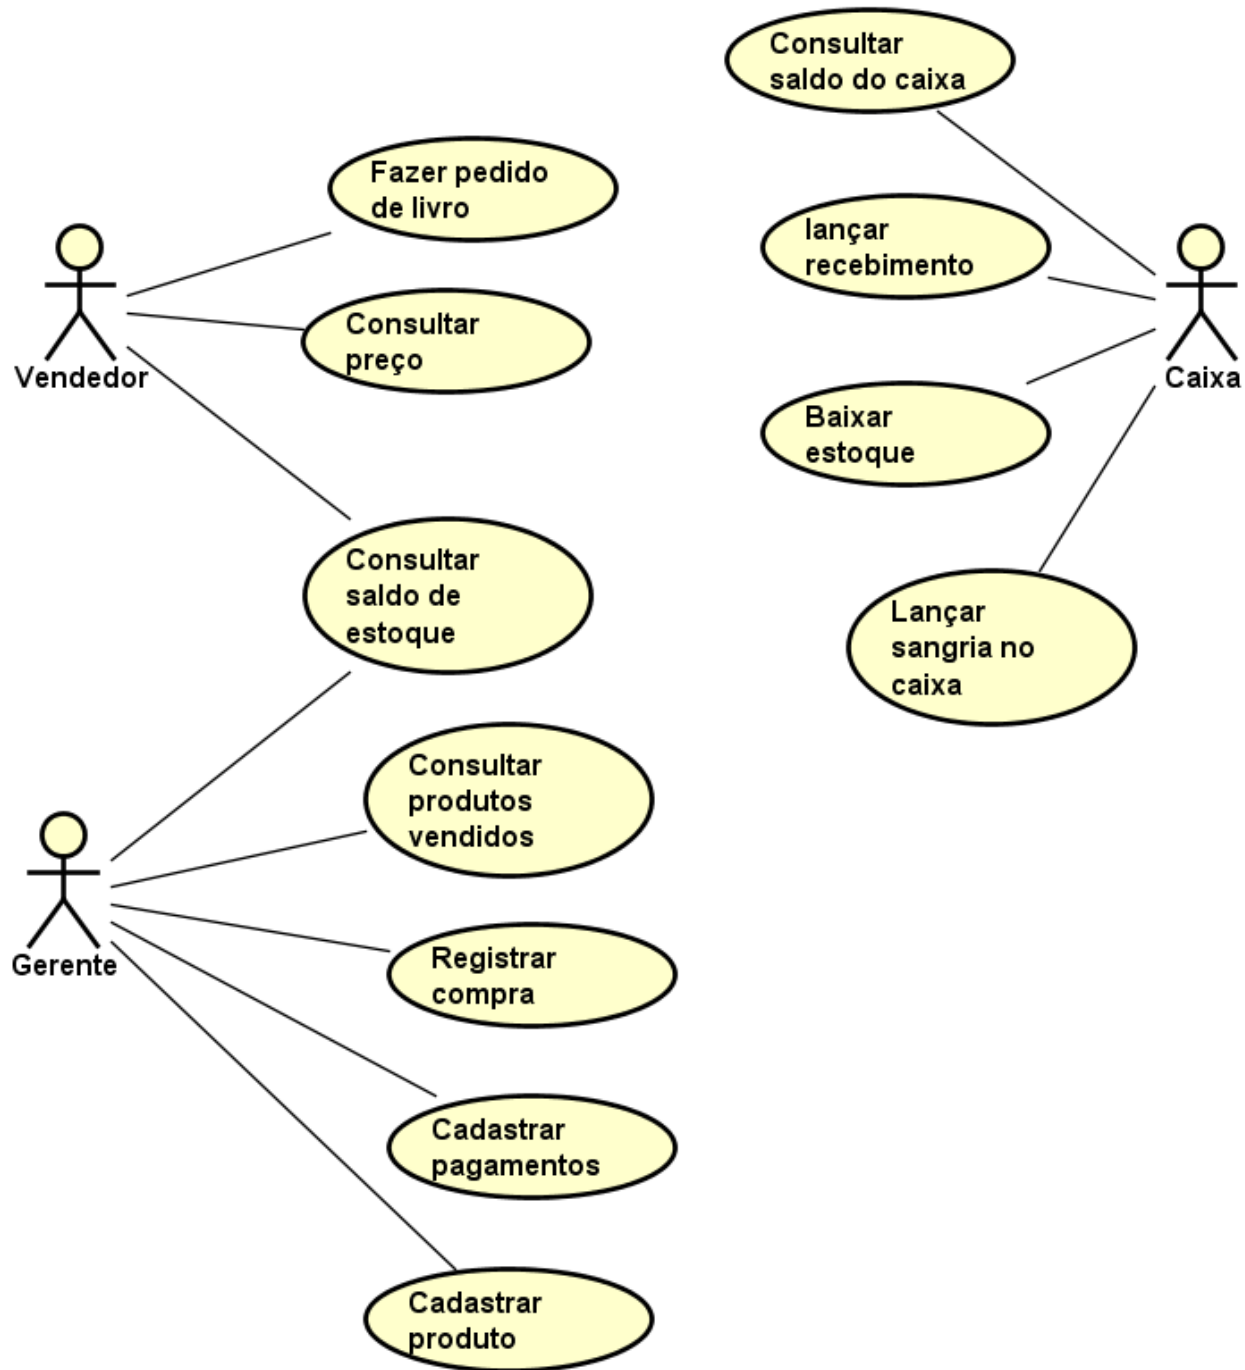 Consultar
saldo do caixa
Fazer pedido
de livro
lançar
recebimento
Vendedor
Consultar
preço
Caixa
Baixar
estoque
Consultar
saldo de
estoque
Lançar
sangria no
caixa
Consultar
produtos
vendidos
Gerente
Registrar
compra
Cadastrar
pagamentos
Cadastrar
produto